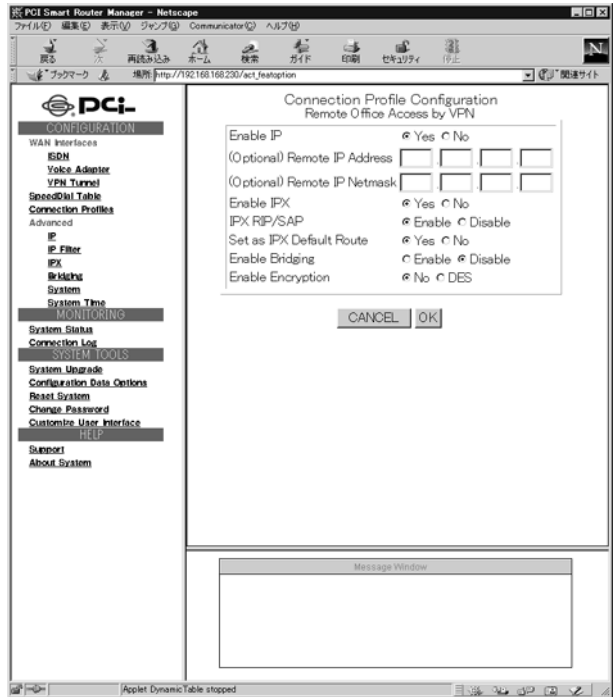 PCI Smart Router Manager - Netscape
ファイル(F) 編集(E) 表示(V) ジャンプ(G) Communicator(C) ヘルプ(H)
戻る 次 再読み込み ホーム 検索 ガイド 印刷 セキュリティ 停止
N
ブックマーク 場所: http://192.168.168.230/act_featoption 関連サイト
PCi
CONFIGURATION
WAN Interfaces
ISDN
Voice Adapter
VPN Tunnel
SpeedDial Table
Connection Profiles
Advanced
IP
IP Filter
IPX
Bridging
System
System Time
MONITORING
System Status
Connection Log
SYSTEM TOOLS
System Upgrade
Configuration Data Options
Reset System
Change Password
Customize User Interface
HELP
Support
About System
Connection Profile Configuration
Remote Office Access by VPN
Enable IP Yes No
(Optional) Remote IP Address . . .
(Optional) Remote IP Netmask . . .
Enable IPX Yes No
IPX RIP/SAP Enable Disable
Set as IPX Default Route Yes No
Enable Bridging Enable Disable
Enable Encryption No DES
CANCEL OK
Message Window
Applet DynamicTable stopped